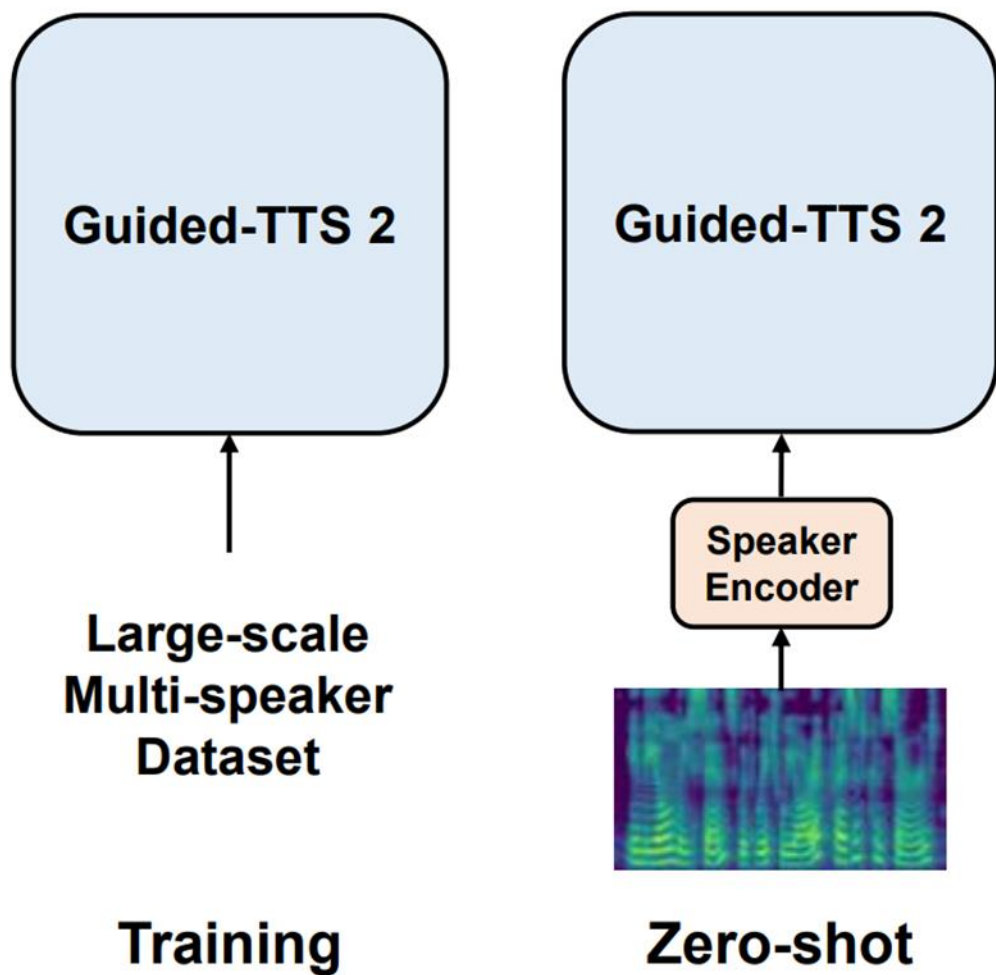 Guided-TTS 2
Large-scale
Multi-speaker
Dataset
Training
Guided-TTS 2
Speaker
Encoder
Zero-shot